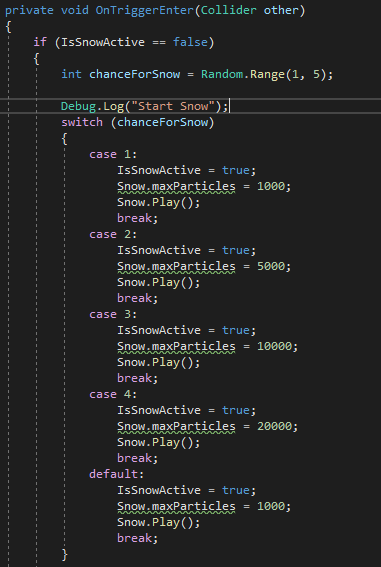 private void OnTriggerEnter(Collider other)
{
if (IsSnowActive == false)
{
int chanceForSnow = Random.Range(1, 5);
Debug.Log("Start Snow");
switch (chanceForSnow)
{
case 1:
IsSnowActive = true;
Snow.maxParticles = 1000;
Snow.Play();
break;
case 2:
IsSnowActive = true;
Snow.maxParticles = 5000;
Snow.Play();
break;
case 3:
IsSnowActive = true;
Snow.maxParticles = 10000;
Snow.Play();
break;
case 4:
IsSnowActive = true;
Snow.maxParticles = 20000;
Snow.Play();
break;
default:
IsSnowActive = true;
Snow.maxParticles = 1000;
Snow.Play();
break;
}